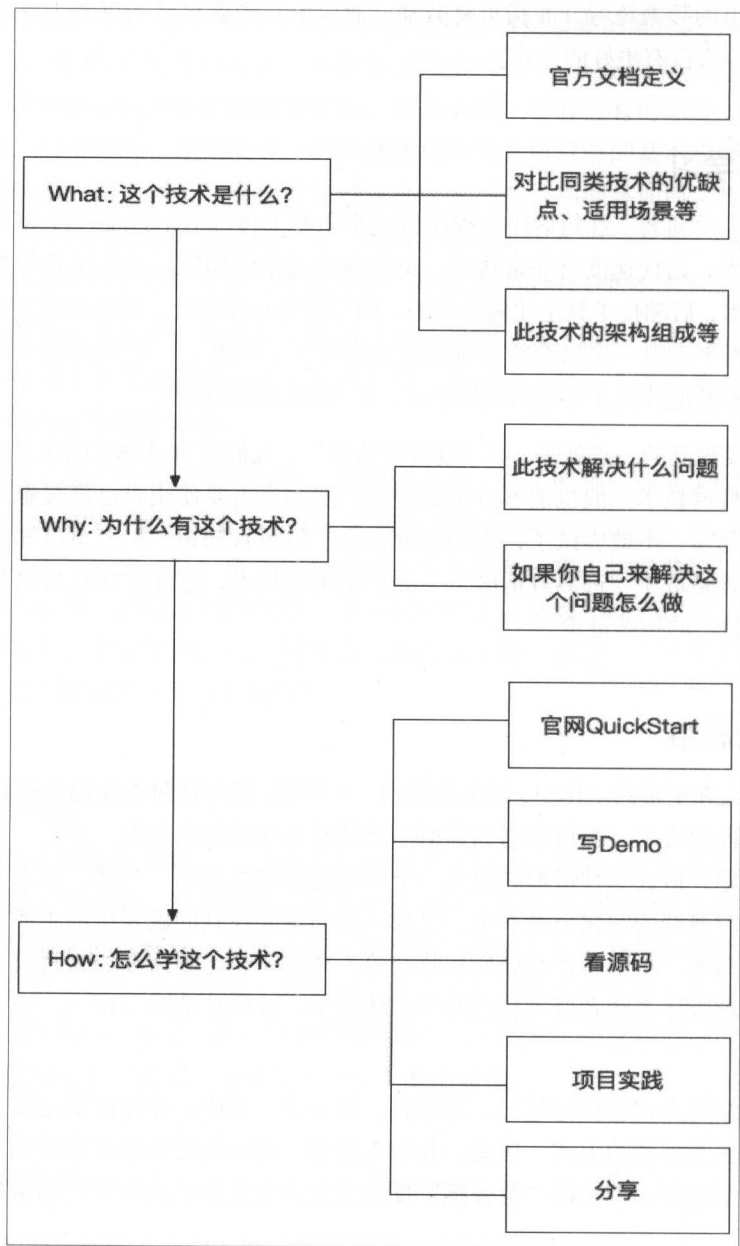 官方文档定义
What: 这个技术是什么?
对比同类技术的优缺
点、适用场景等
此技术的架构组成等
此技术解决什么问题
Why: 为什么有这个技术?
如果你自己来解决这
个问题怎么做
官网QuickStart
写Demo
How: 怎么学这个技术?
看源码
项目实践
分享